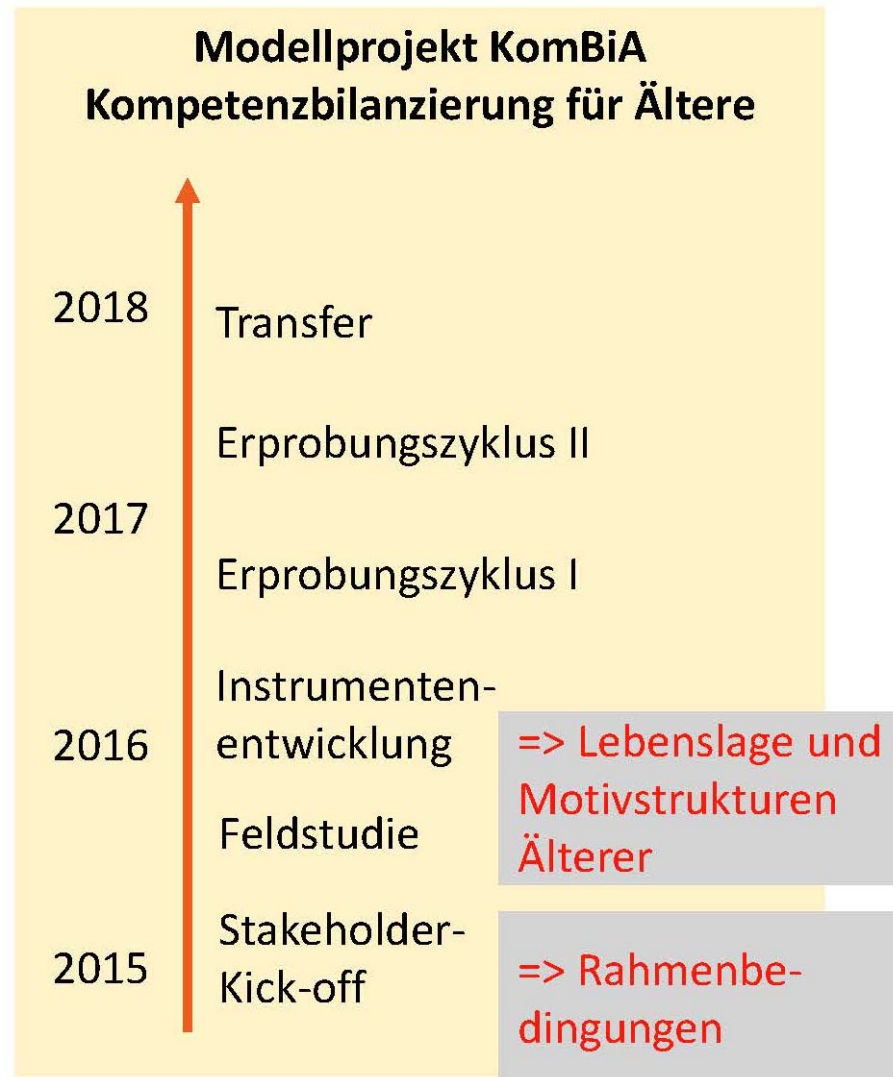 Modellprojekt KomBiA
Kompetenzbilanzierung für Ältere
2018
Transfer
Erprobungszyklus II
2017
Erprobungszyklus I
Instrumenten-
entwicklung
2016
Feldstudie
=> Lebenslage und
Motivstrukturen
Älterer
Stakeholder-
Kick-off
2015
=> Rahmenbe-
dingungen